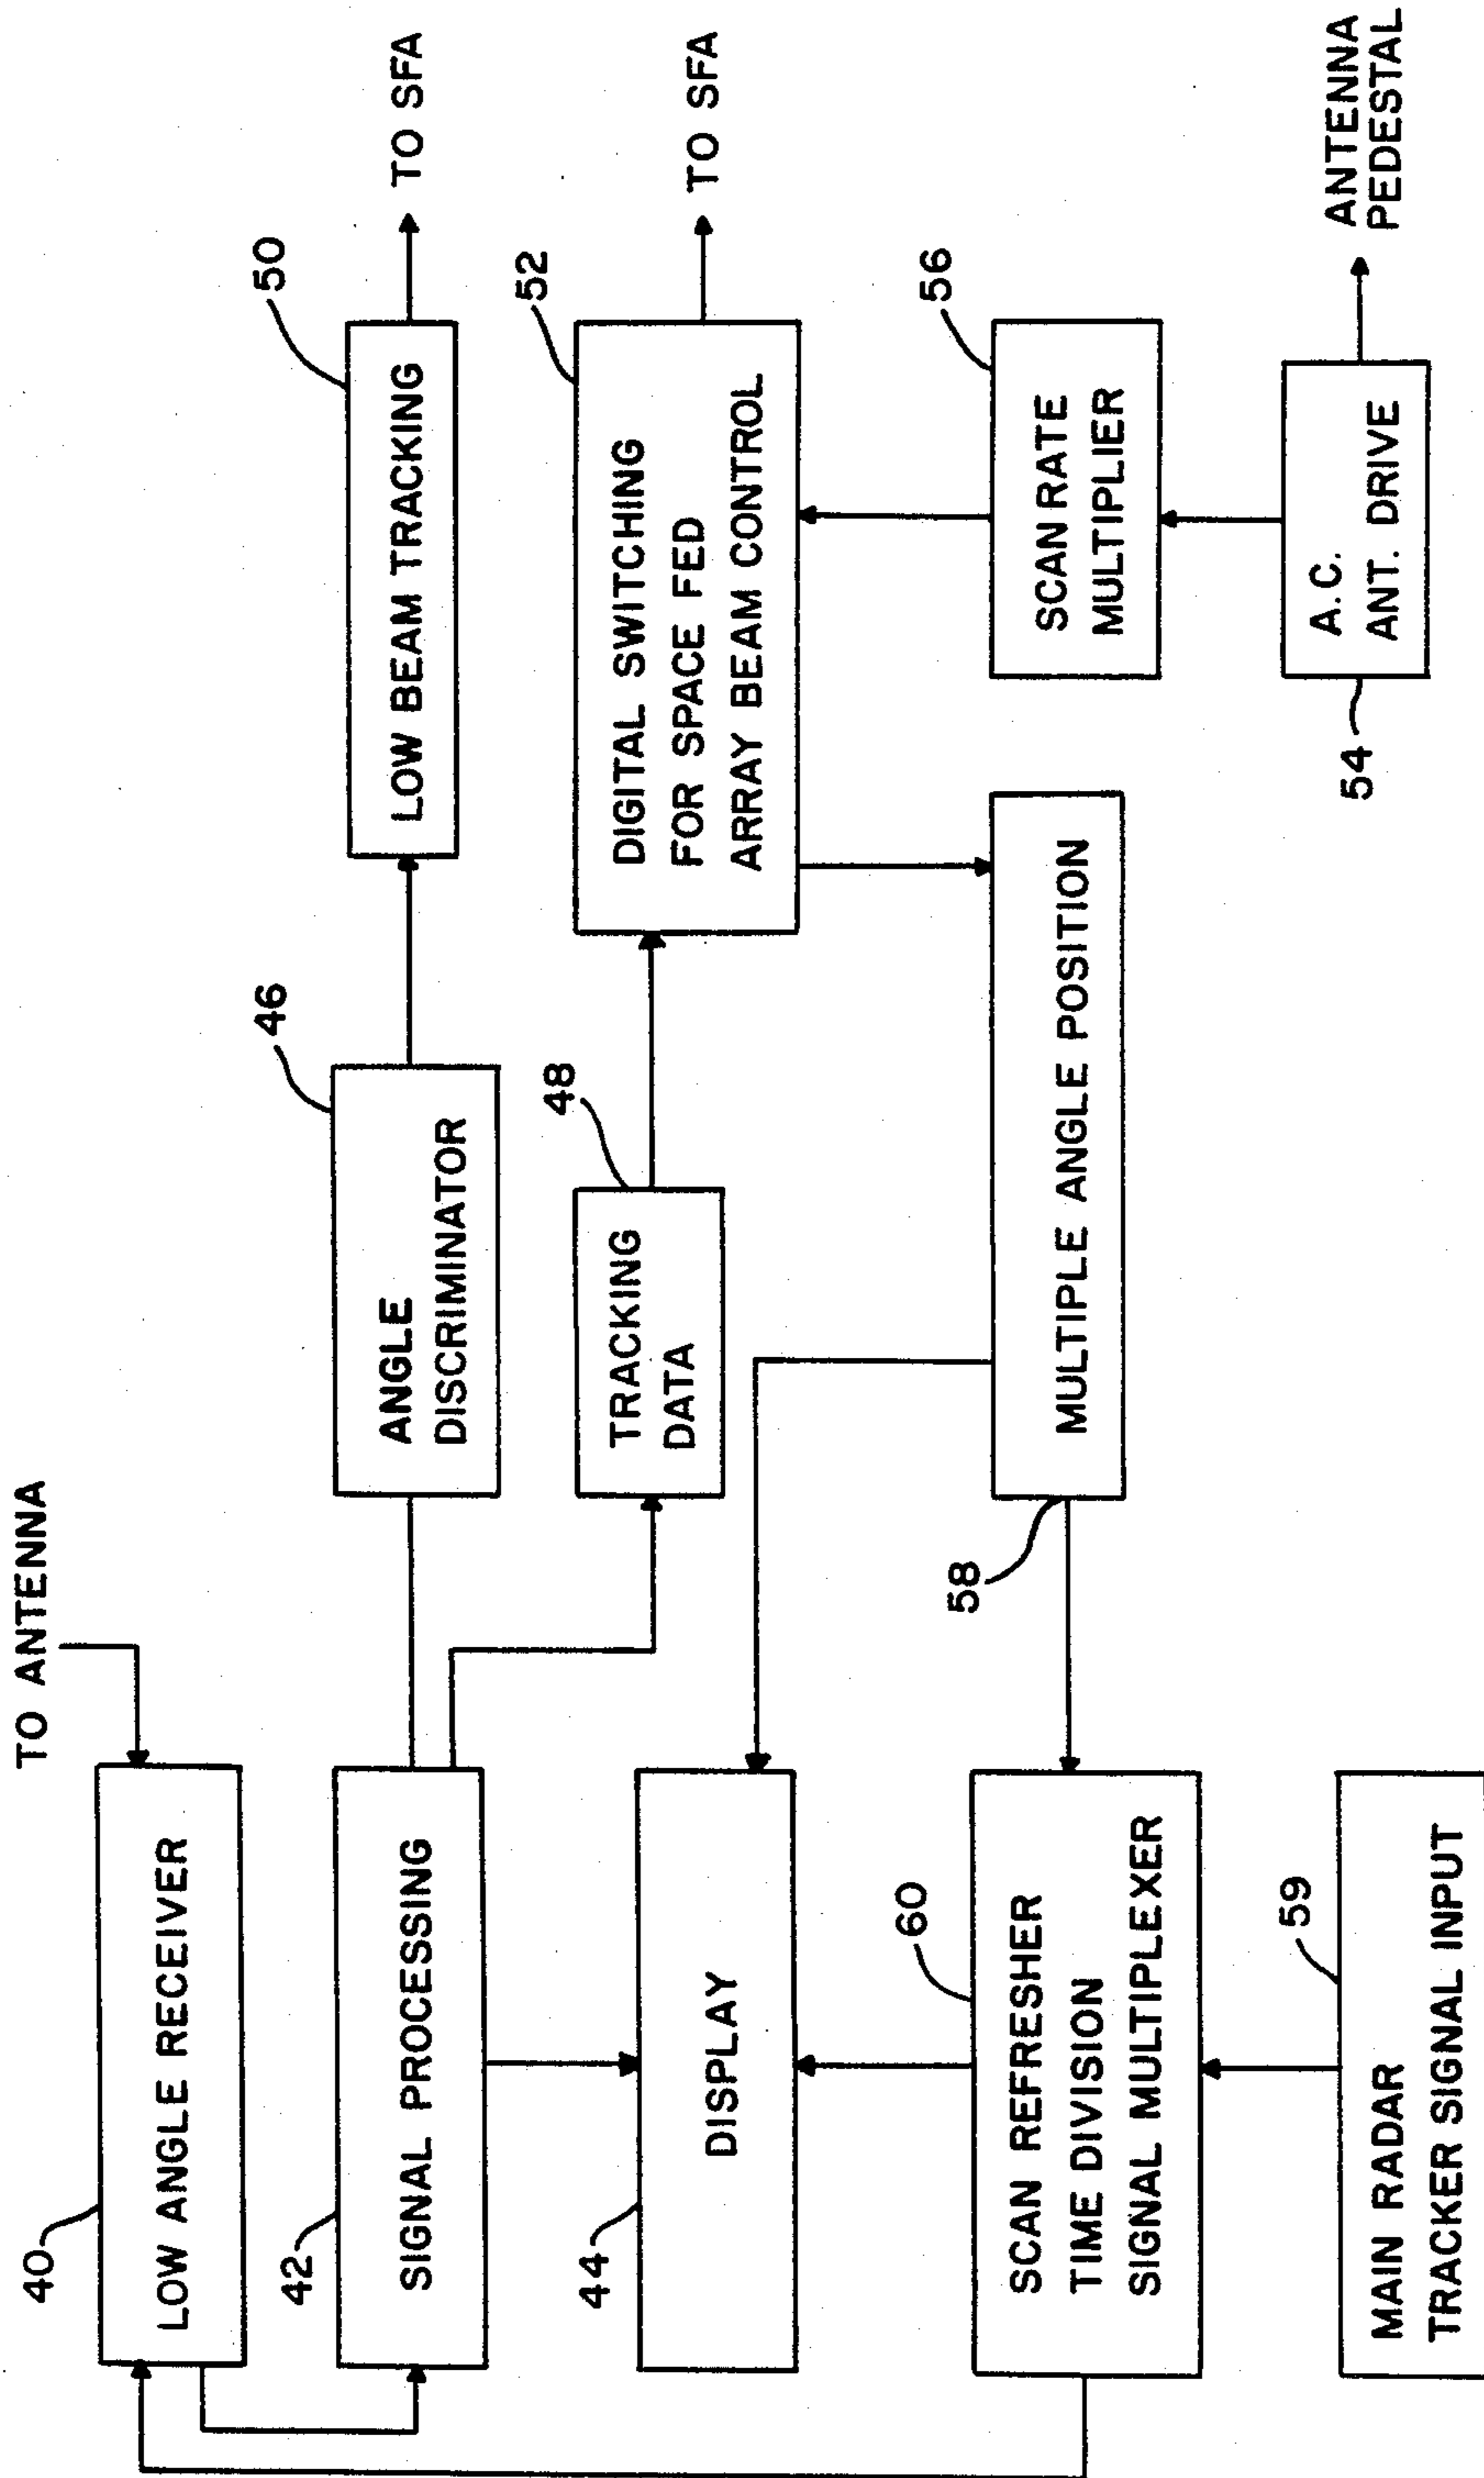 TO ANTENNA
40
LOW ANGLE RECEIVER
42
SIGNAL PROCESSING
46
ANGLE
DISCRIMINATOR
50
LOW BEAM TRACKING
TO SFA
44
DISPLAY
48
TRACKING
DATA
52
DIGITAL SWITCHING
FOR SPACE FED
ARRAY BEAM CONTROL
TO SFA
60
SCAN REFRESHER
TIME DIVISION
SIGNAL MULTIPLEXER
58
MULTIPLE ANGLE POSITION
56
SCAN RATE
MULTIPLIER
59
MAIN RADAR
TRACKER SIGNAL INPUT
54
A.C.
ANT. DRIVE
ANTENNA
PEDESTAL